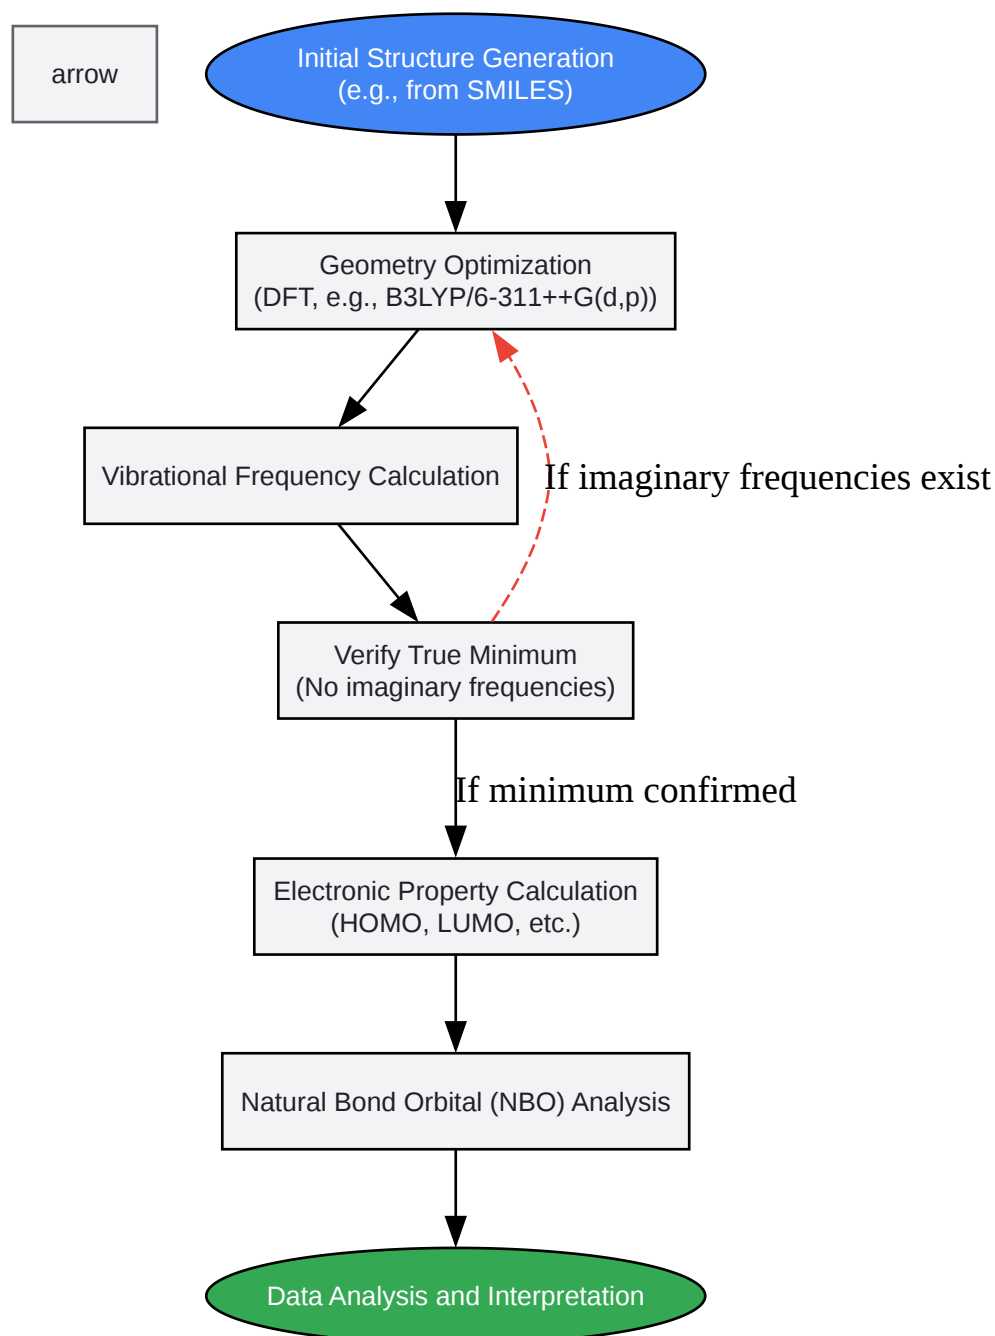 arrow
Initial Structure Generation
(e.g., from SMILES)
Geometry Optimization
(DFT, e.g., B3LYP/6-311++G(d,p))
Vibrational Frequency Calculation
If imaginary frequencies exist
Verify True Minimum
(No imaginary frequencies)
If minimum confirmed
Electronic Property Calculation
(HOMO, LUMO, etc.)
Natural Bond Orbital (NBO) Analysis
Data Analysis and Interpretation